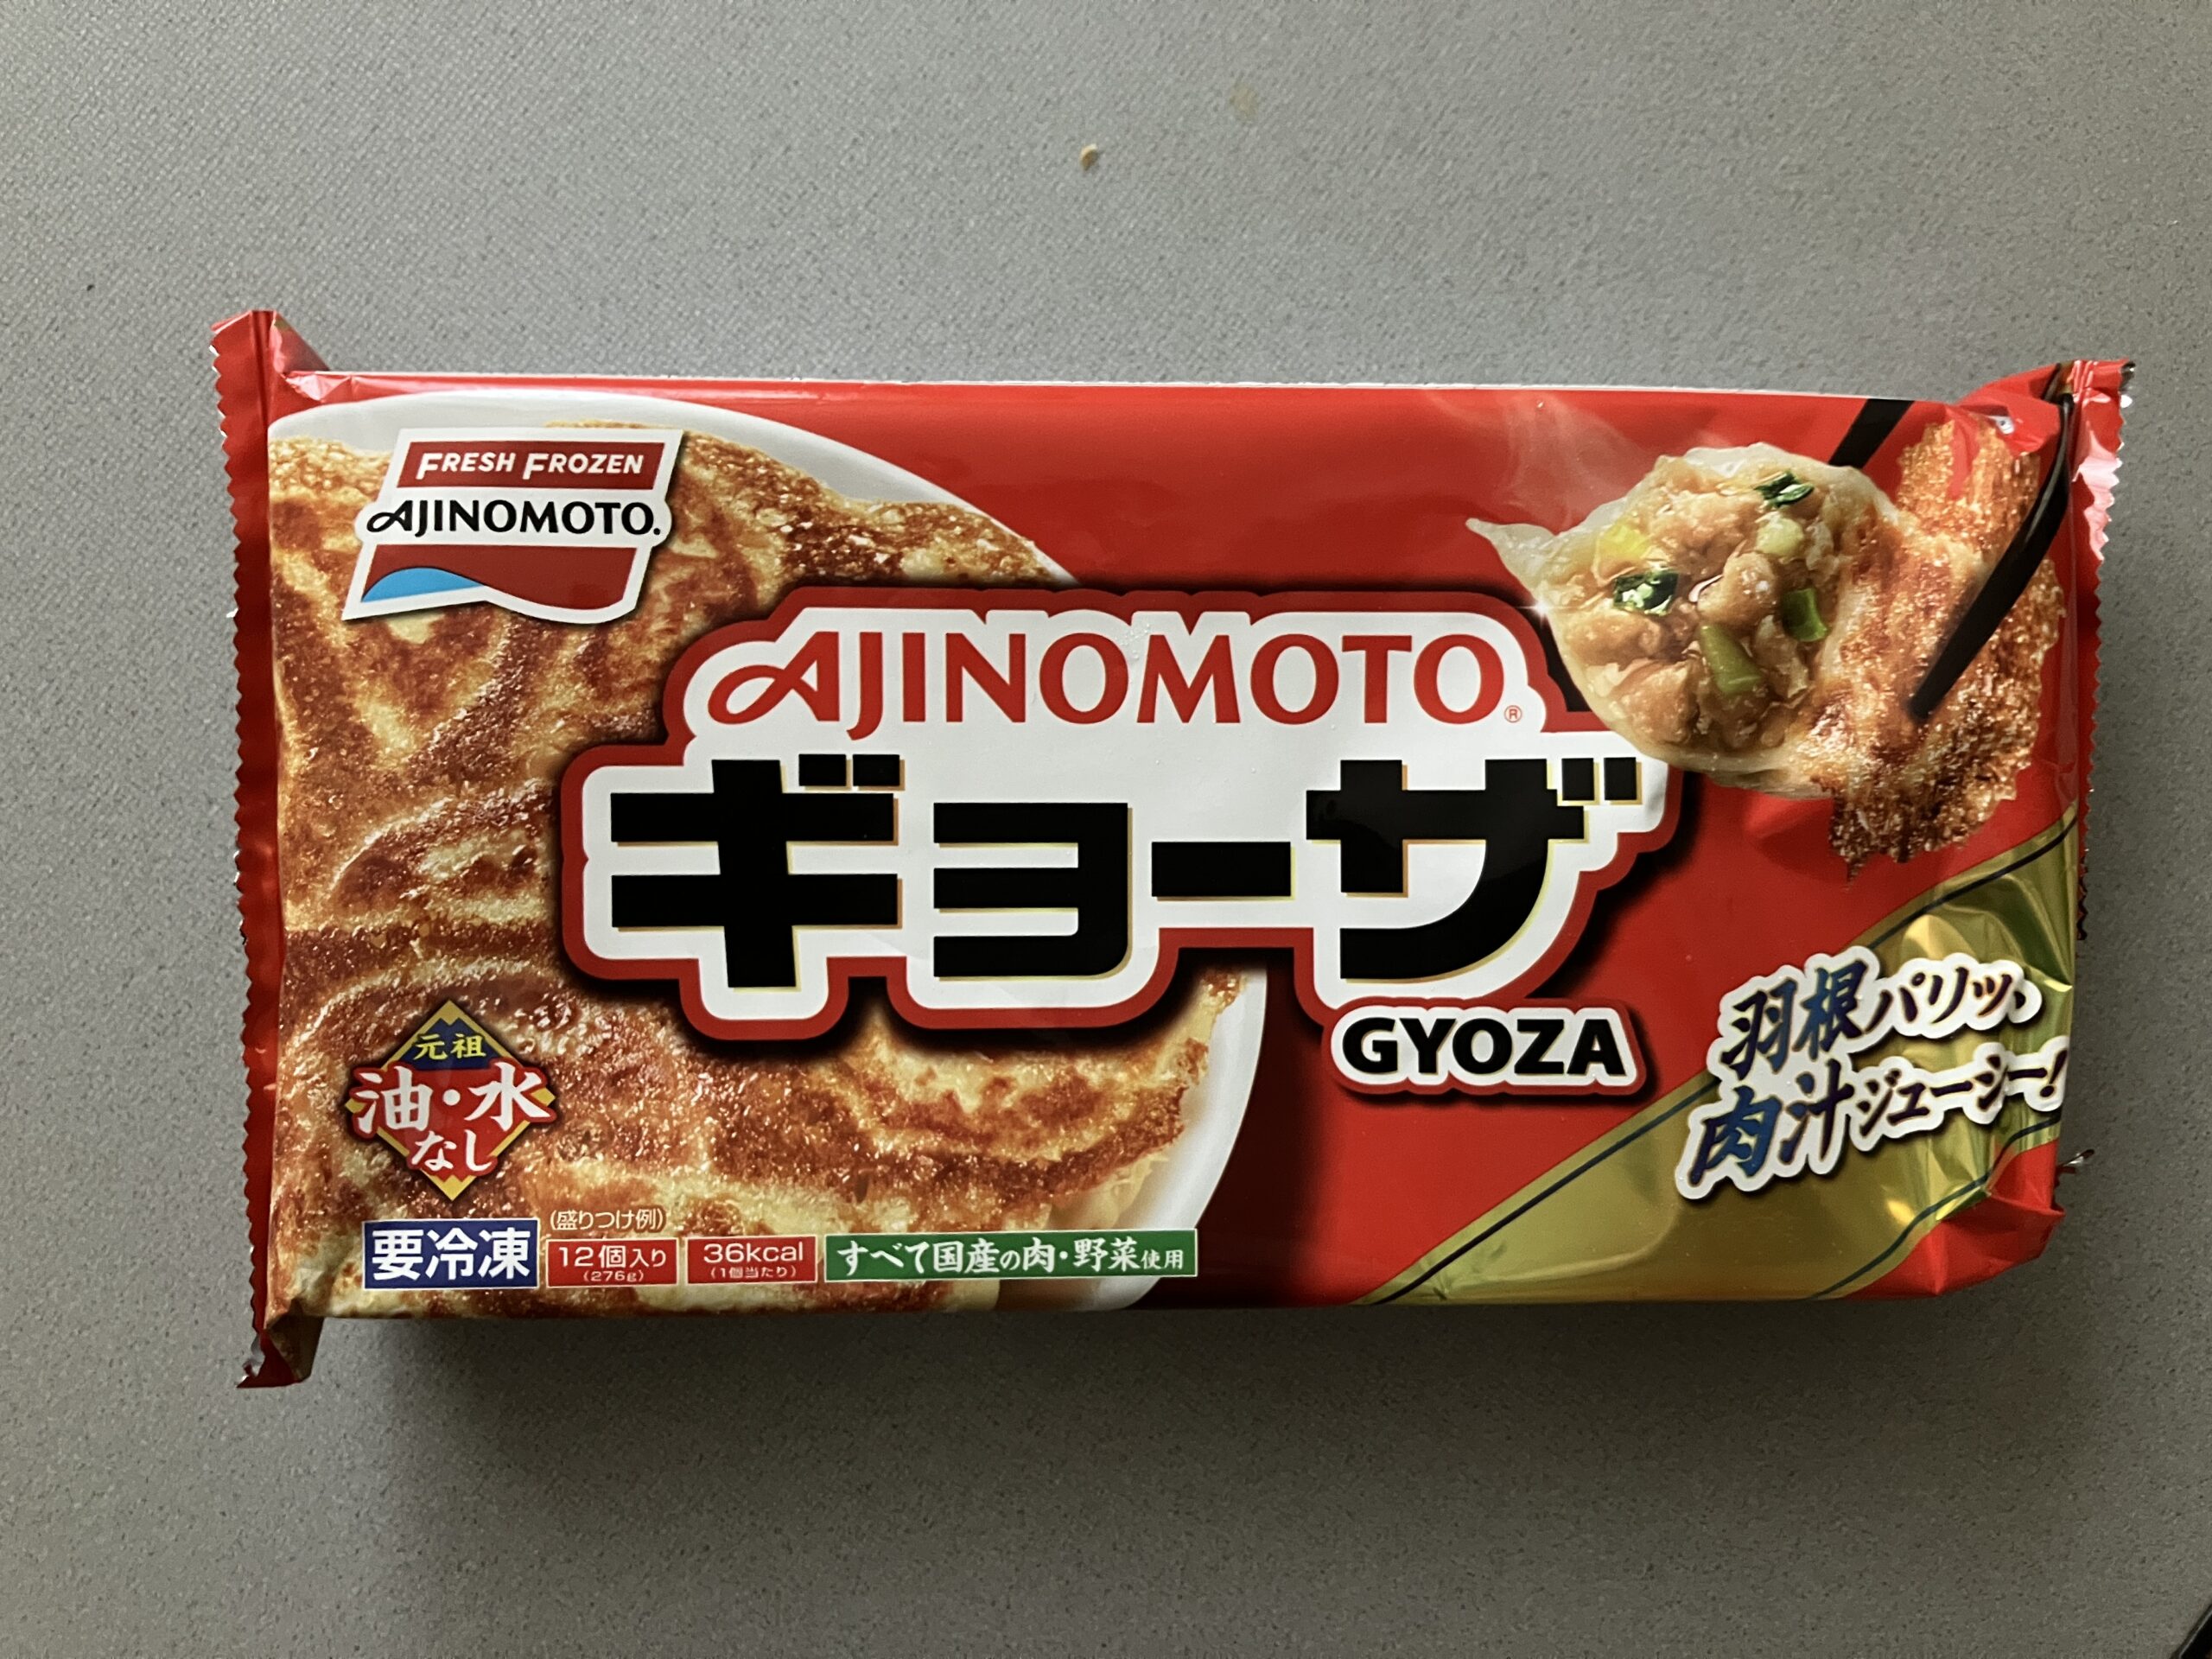 FRESH FROZEN
AJINOMOTO.
AJINOMOTO®
ギョーザ
GYOZA
羽根パリッ、
肉汁ジューシー!
元祖
油・水
なし
(盛りつけ例)
要冷凍
12個入り
(276g)
36kcal
(1個当たり)
すべて国産の肉・野菜使用